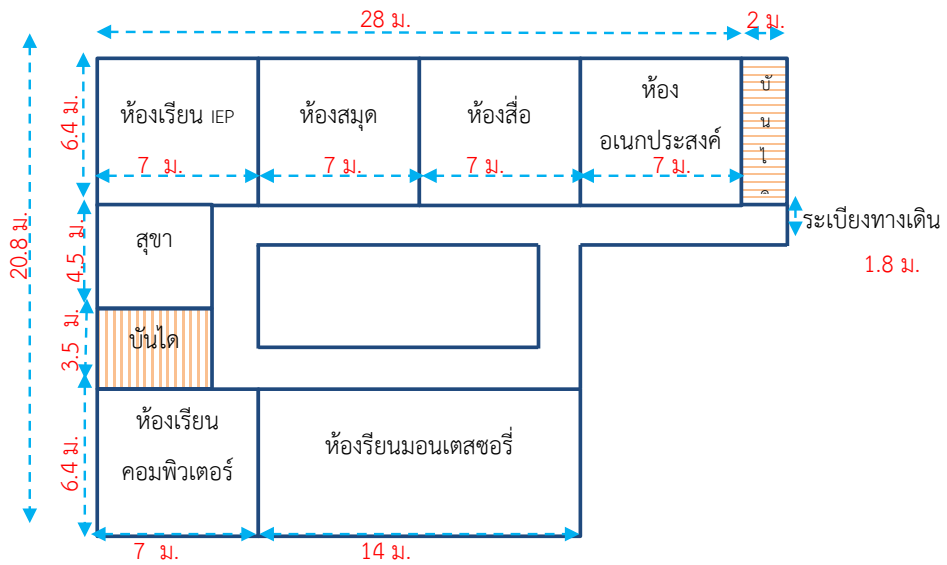 28 ม.
2 ม.
ห้องเรียน IEP
ห้องสมุด
ห้องสื่อ
ห้อง
อเนกประสงค์
บ
ั
น
ไ
6.4 ม.
7 ม.
7 ม.
7 ม.
7 ม.
20.8 ม.
4.5 ม.
สุขา
ระเบียงทางเดิน
1.8 ม.
3.5 ม.
บันได
6.4 ม.
ห้องเรียน
คอมพิวเตอร์
ห้องรียนมอนเตสซอรี่
7 ม.
14 ม.